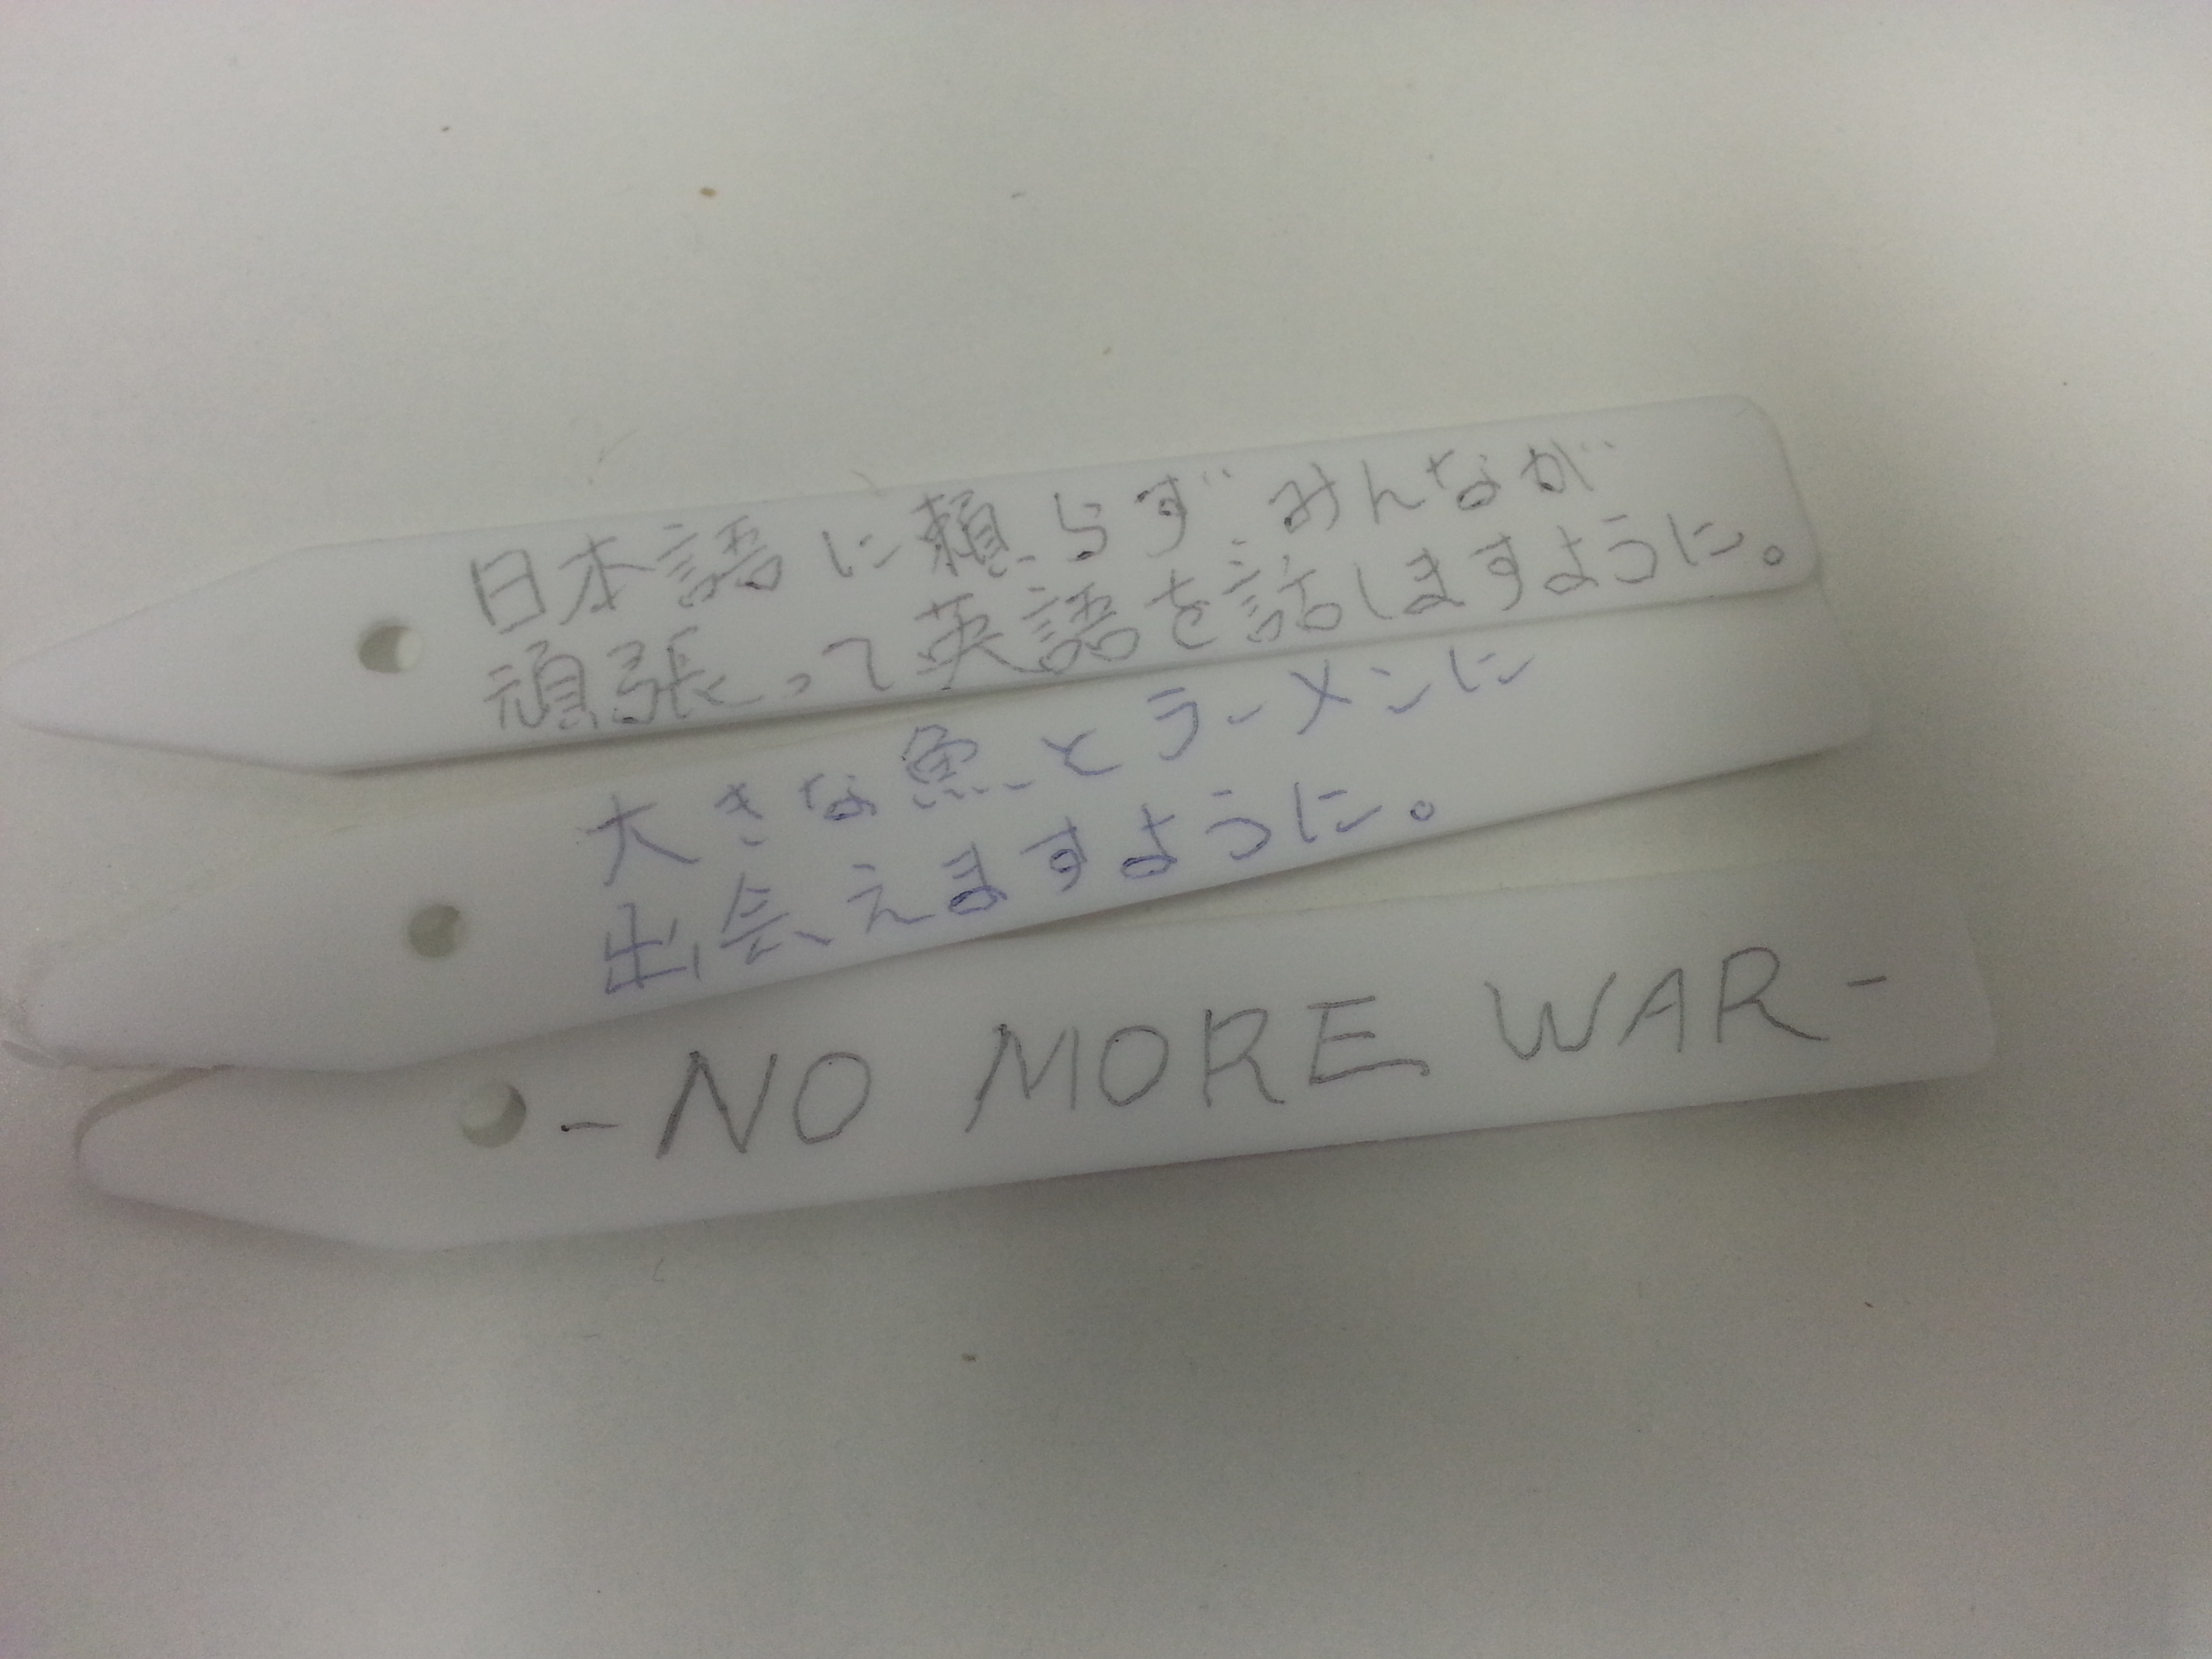 日本語に頼らずみんなが
頑張って英語を話しますように。
大きな魚とラーメンに
出会えますように。
-NO MORE WAR-